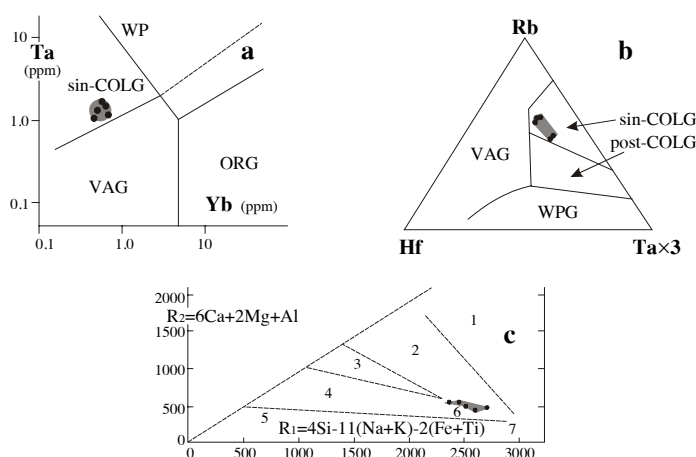 10
WP
a
Ta
(ppm)
sin-COLG
1.0
VAG
ORG
0.1
Yb (ppm)
0.1
1.0
10
Rb
b
sin-COLG
post-COLG
VAG
WPG
Hf
Ta×3
2000
R2=6Ca+2Mg+Al
1500
1
c
2
1000
3
4
500
5
6
R1=4Si-11(Na+K)-2(Fe+Ti)
7
0
0
500
1000
1500
2000
2500
3000